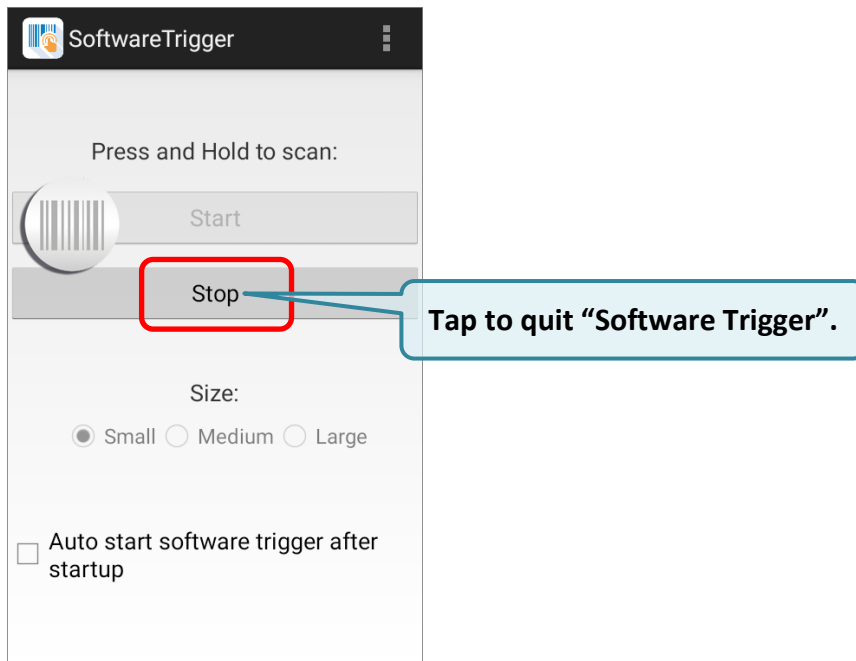 SoftwareTrigger
Press and Hold to scan:
Start
Stop
Tap to quit “Software Trigger”.
Size:
Small Medium Large
Auto start software trigger after
startup